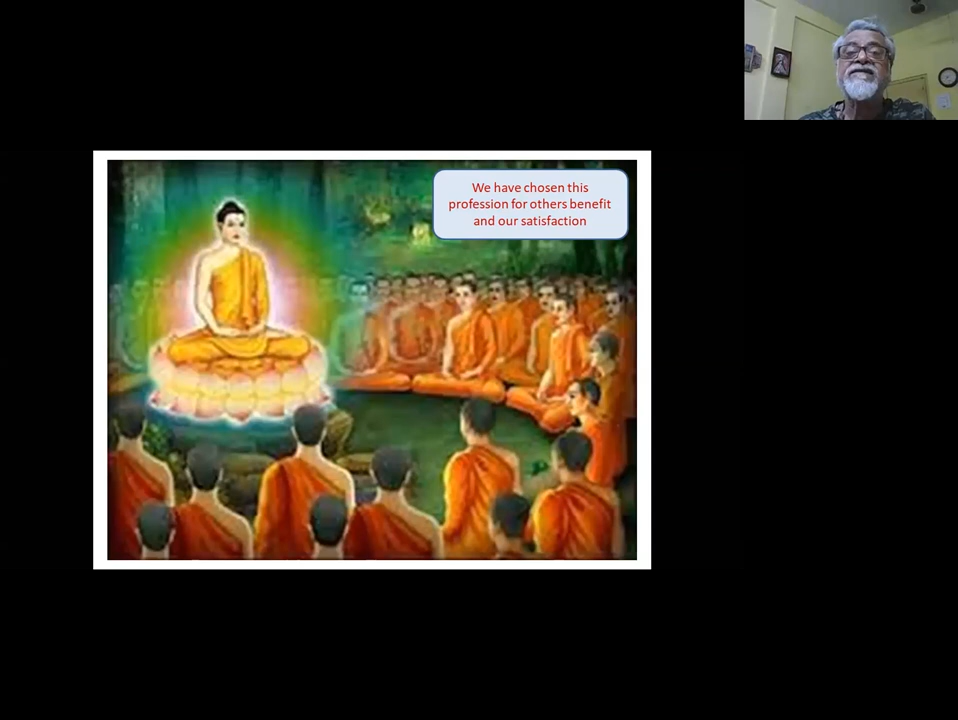 We have chosen this
profession for others benefit
and our satisfaction